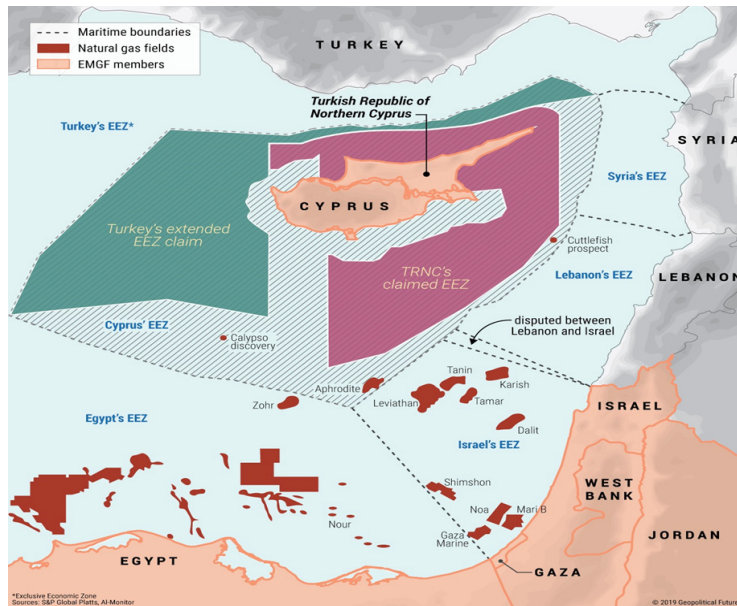 Maritime boundaries
Natural gas fields
EMGF members
TURKEY
Turkish Republic of
Northern Cyprus
Turkey's EEZ*
SYRIA
Syria's EEZ
CYPRUS
Turkey's extended
EEZ claim
Cuttlefish
prospect
TRNC's
claimed EEZ
Lebanon's EEZ
LEBANON
Cyprus' EEZ
Calypso
discovery
disputed between
Lebanon and Israel
Tanin
Karish
Aphrodite
Leviathan
Tamar
Zohr
ISRAEL
Egypt's EEZ
Dalit
Israel's EEZ
Shimshon
WEST
BANK
Noa
Mari B
Nour
Gaza
Marine
JORDAN
EGYPT
GAZA
*Exclusive Economic Zone
Sources: S&P Global Platts, Al-Monitor
© 2019 Geopolitical Future